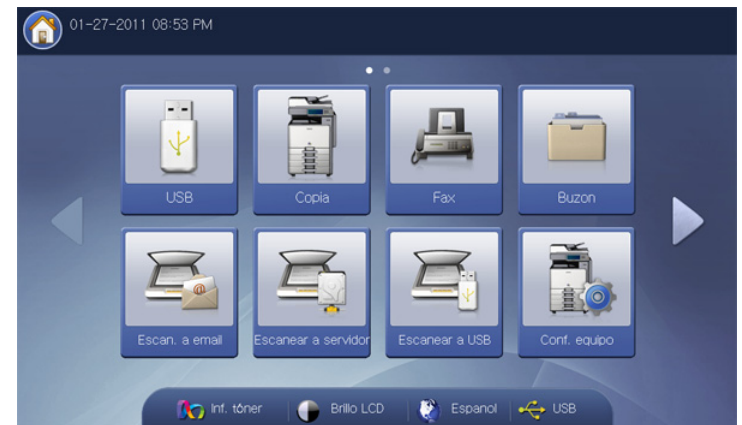 01-27-2011 08:53 PM
USB
Copia
Fax
Buzon
Escan. a email
Escanear a servidor
Escanear a USB
Conf. equipo
Inf. tóner
Brillo LCD
Espanol
USB